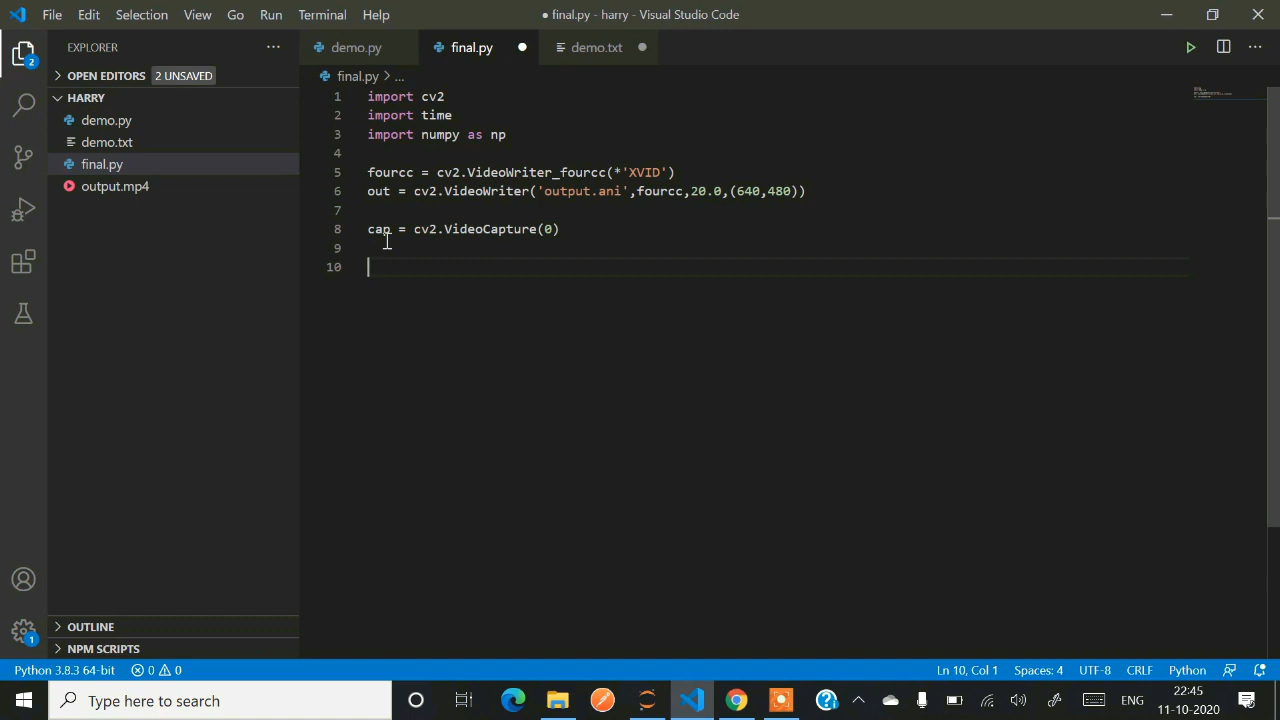 File Edit Selection View Go Run Terminal Help
● final.py - harry - Visual Studio Code
EXPLORER
demo.py
final.py
demo.txt
OPEN EDITORS 2 UNSAVED
HARRY
demo.py
demo.txt
final.py
output.mp4
final.py > ...
1 import cv2
2 import time
3 import numpy as np
4
5 fourcc = cv2.VideoWriter_fourcc(*'XVID')
6 out = cv2.VideoWriter('output.ani',fourcc,20.0,(640,480))
7
8 cap = cv2.VideoCapture(0)
9
10
2
1
OUTLINE
NPM SCRIPTS
Python 3.8.3 64-bit 0 0
Ln 10, Col 1 Spaces: 4 UTF-8 CRLF Python
Type here to search
ENG
22:45
11-10-2020